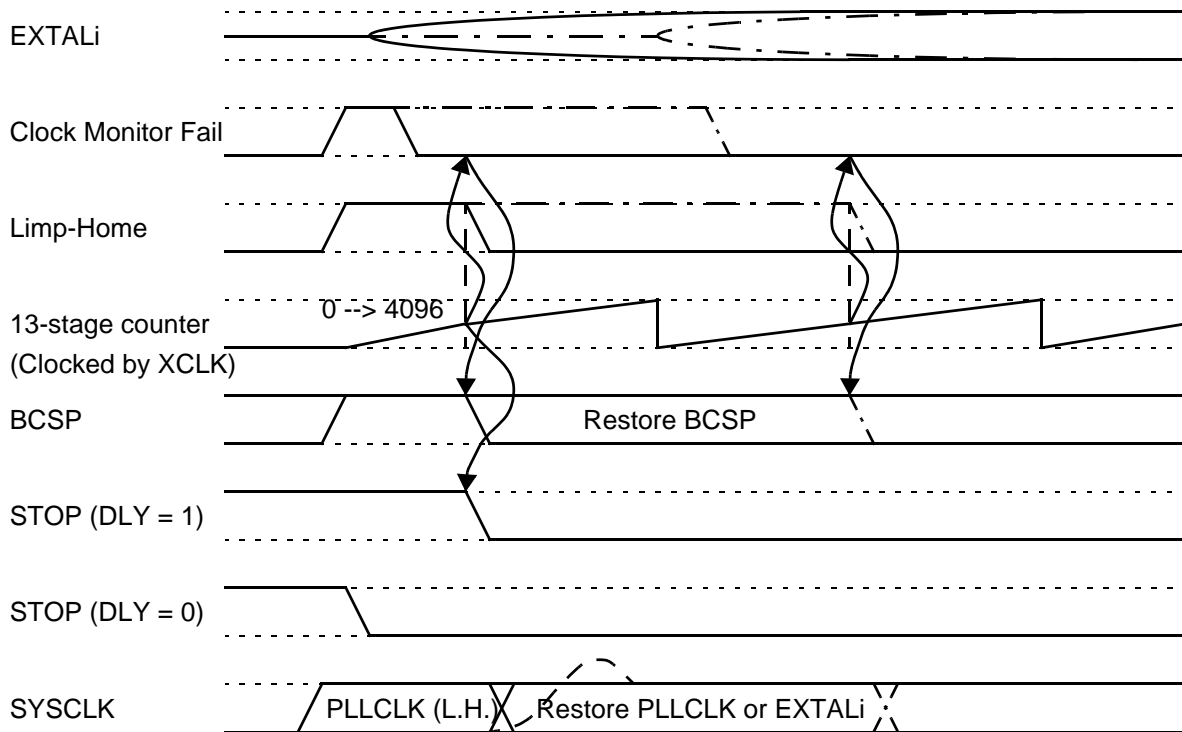 EXTALi
Clock Monitor Fail
Limp-Home
0 --> 4096
13-stage counter
(Clocked by XCLK)
BCSP
Restore BCSP
STOP (DLY = 1)
STOP (DLY = 0)
SYSCLK
PLLCLK (L.H.)
Restore PLLCLK or EXTALi